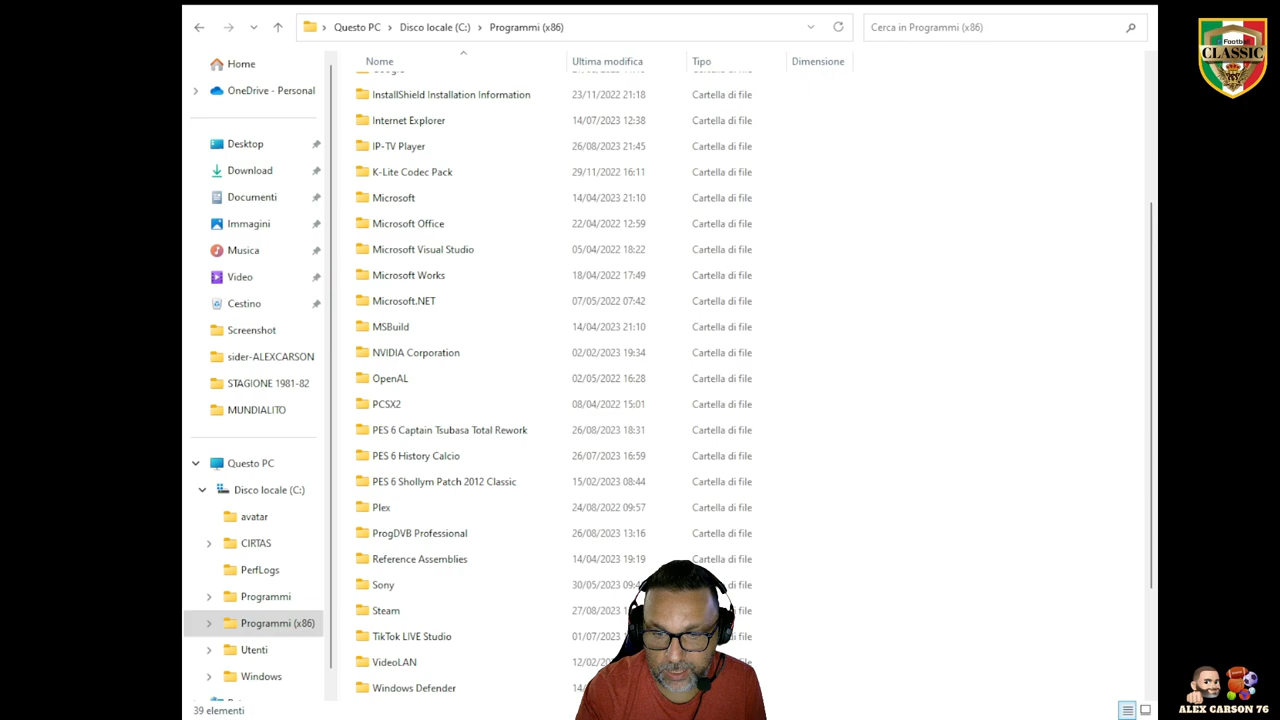 Questo PC
Disco locale (C:)
Programmi (x86)
Cerca in Programmi (x86)
Football
CLASSIC
Nome
Ultima modifica
Tipo
Dimensione
Home
OneDrive - Personal
Desktop
Download
Documenti
Immagini
Musica
Video
Cestino
Screenshot
sider-ALEXCARSON
STAGIONE 1981-82
MUNDIALITO
Questo PC
Disco locale (C:)
avatar
CIRTAS
PerfLogs
Programmi
Programmi (x86)
Utenti
Windows
InstallShield Installation Information 23/11/2022 21:18 Cartella di file
Internet Explorer 14/07/2023 12:38 Cartella di file
IP-TV Player 26/08/2023 21:45 Cartella di file
K-Lite Codec Pack 29/11/2022 16:11 Cartella di file
Microsoft 14/04/2023 21:10 Cartella di file
Microsoft Office 22/04/2022 12:59 Cartella di file
Microsoft Visual Studio 05/04/2022 18:22 Cartella di file
Microsoft Works 18/04/2022 17:49 Cartella di file
Microsoft.NET 07/05/2022 07:42 Cartella di file
MSBuild 14/04/2023 21:10 Cartella di file
NVIDIA Corporation 02/02/2023 19:34 Cartella di file
OpenAL 02/05/2022 16:28 Cartella di file
PCSX2 08/04/2022 15:01 Cartella di file
PES 6 Captain Tsubasa Total Rework 26/08/2023 18:31 Cartella di file
PES 6 History Calcio 26/07/2023 16:59 Cartella di file
PES 6 Shollym Patch 2012 Classic 15/02/2023 08:44 Cartella di file
Plex 24/08/2022 09:57 Cartella di file
ProgDVB Professional 26/08/2023 13:16 Cartella di file
Reference Assemblies 14/04/2023 19:19 Cartella di file
Sony 30/05/2023 di file
Steam 27/08/2023 di file
TikTok LIVE Studio 01/07/2023 di file
VideoLAN
Windows Defender
39 elementi
ALEX CARSON 76